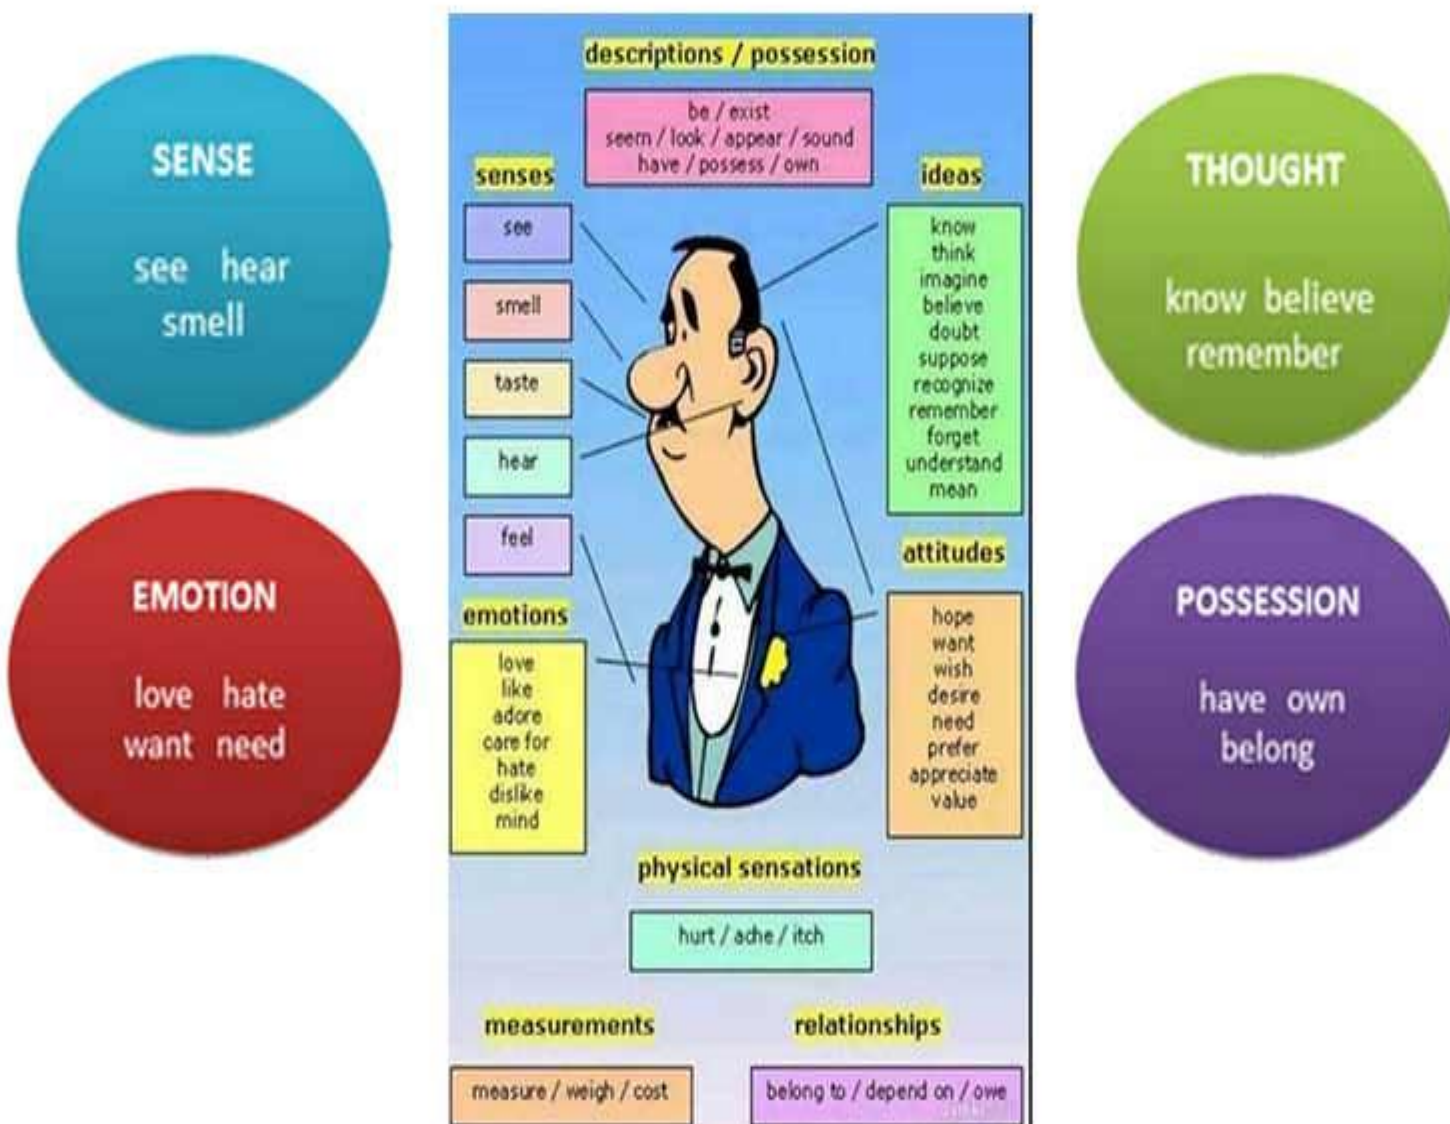 SENSE
see hear
smell
EMOTION
love hate
want need
descriptions / possession
be / exist
seem / look / appear / sound
have / possess / own
senses
see
smell
taste
hear
feel
emotions
love
like
adore
care for
hate
dislike
mind
ideas
know
think
imagine
believe
doubt
suppose
recognize
remember
forget
understand
mean
attitudes
hope
want
wish
desire
need
prefer
appreciate
value
physical sensations
hurt / ache / itch
measurements
measure / weigh / cost
relationships
belong to / depend on / owe
THOUGHT
know believe
remember
POSSESSION
have own
belong